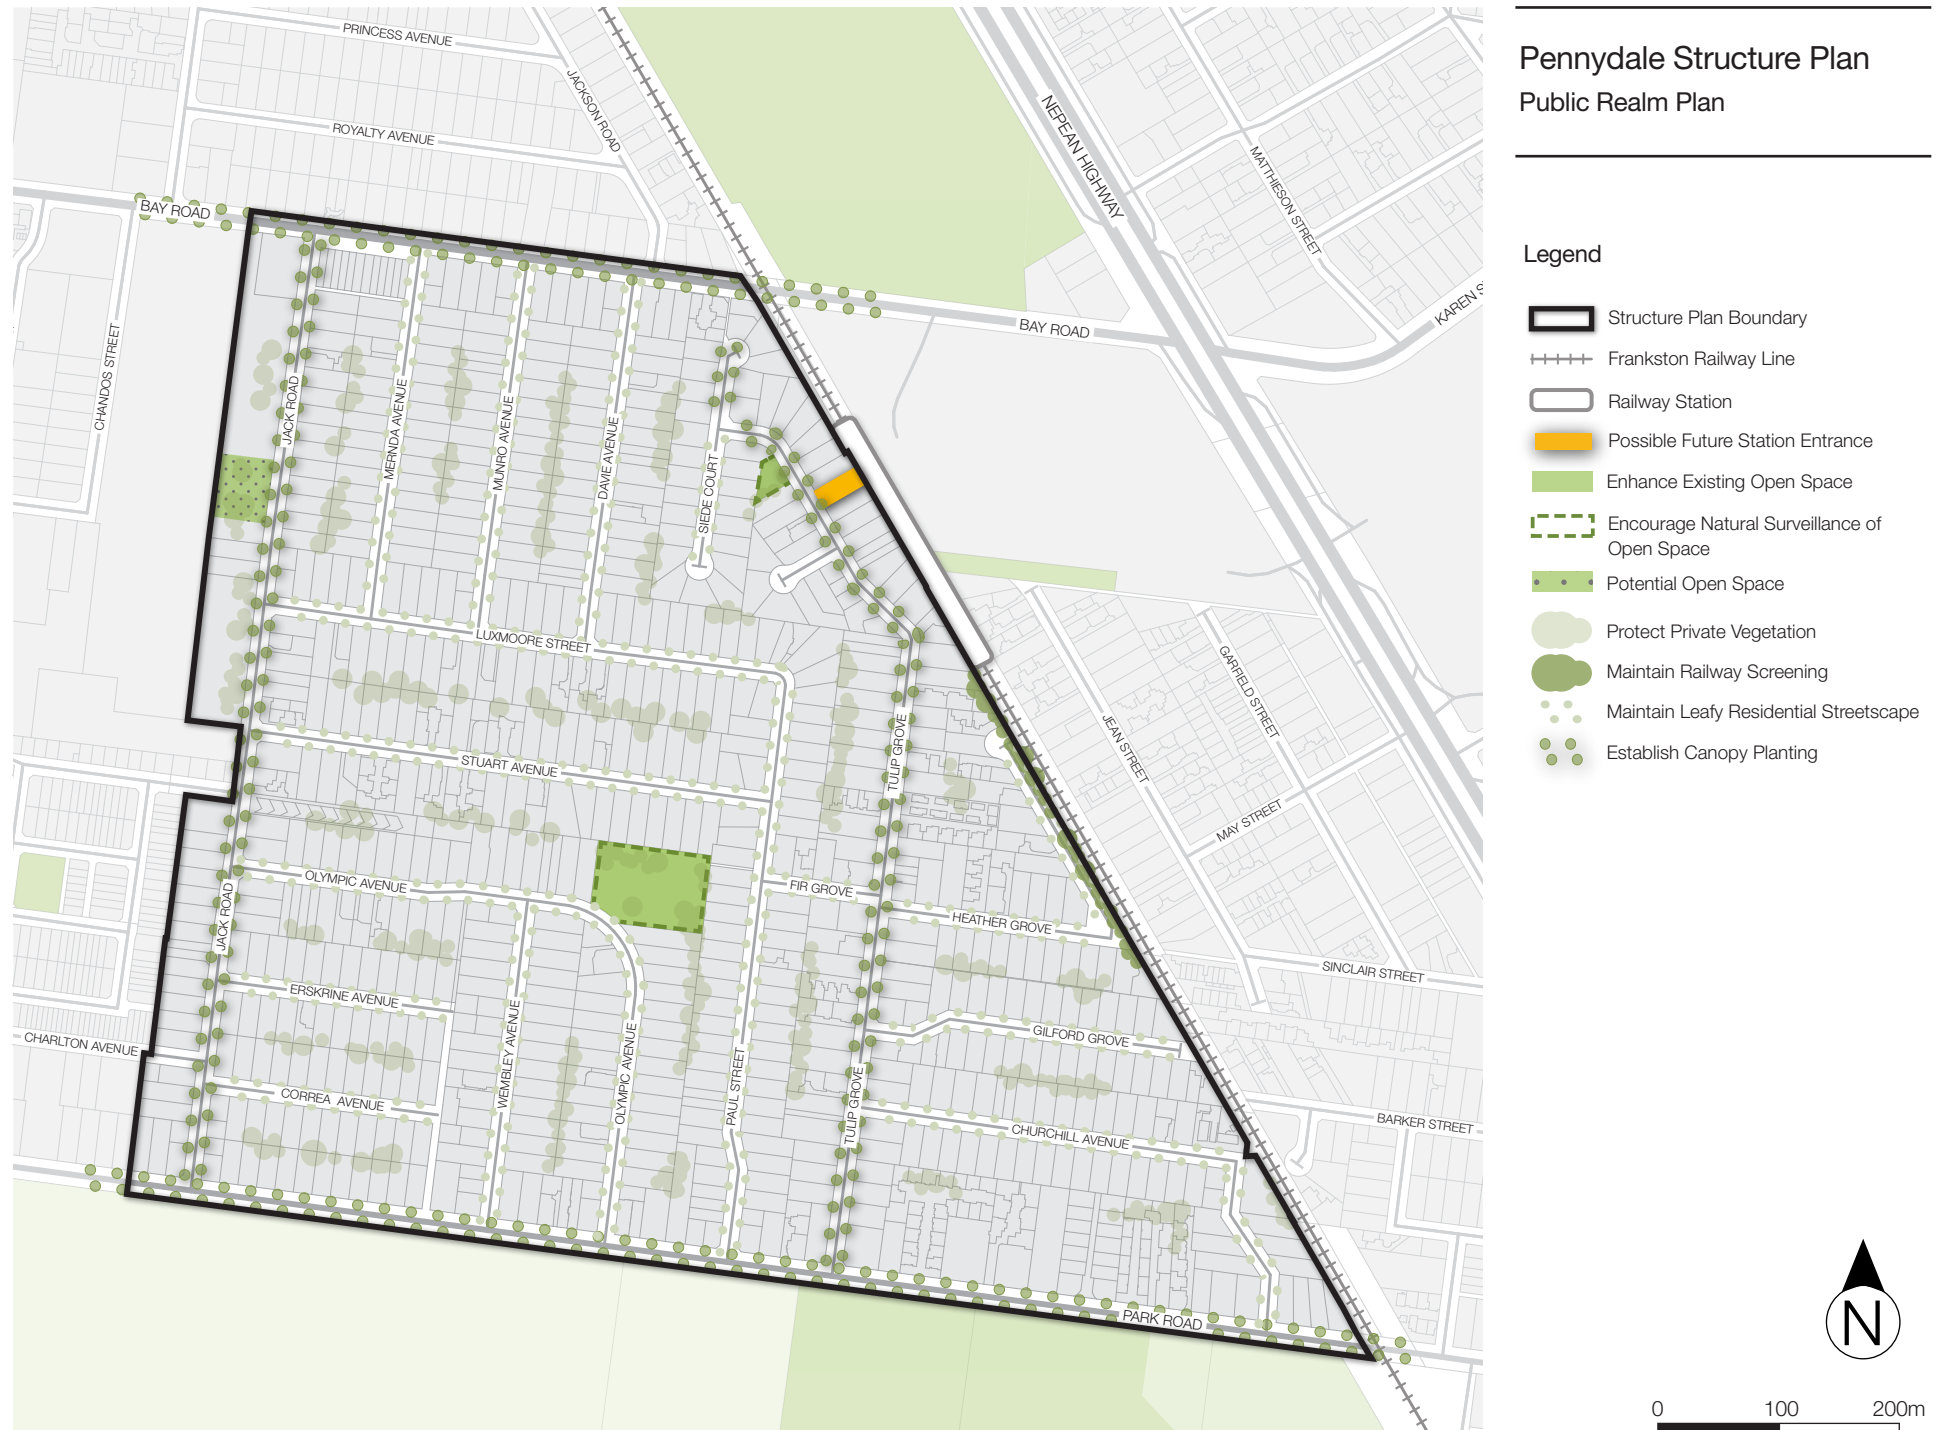 Pennydale Structure Plan
Public Realm Plan
Legend
Structure Plan Boundary
Frankston Railway Line
Railway Station
Possible Future Station Entrance
Enhance Existing Open Space
Encourage Natural Surveillance of
Open Space
Potential Open Space
Protect Private Vegetation
Maintain Railway Screening
Maintain Leafy Residential Streetscape
Establish Canopy Planting
N
0 100 200m
PRINCESS AVENUE
JACKSON ROAD
ROYALTY AVENUE
NEPEAN HIGHWAY
MATTHIESON STREET
BAY ROAD
BAY ROAD
KAREN S
CHANDOS STREET
JACK ROAD
MERNDA AVENUE
MUNRO AVENUE
DAVIE AVENUE
SIEDE COURT
LUXMOORE STREET
GARFIELD STREET
JEAN STREET
TULIP GROVE
STUART AVENUE
MAY STREET
OLYMPIC AVENUE
FIR GROVE
JACK ROAD
HEATHER GROVE
SINCLAIR STREET
ERSKRINE AVENUE
WEMBLEY AVENUE
OLYMPIC AVENUE
PAUL STREET
GILFORD GROVE
CHARLTON AVENUE
CORREA AVENUE
TULIP GROVE
CHURCHILL AVENUE
BARKER STREET
PARK ROAD